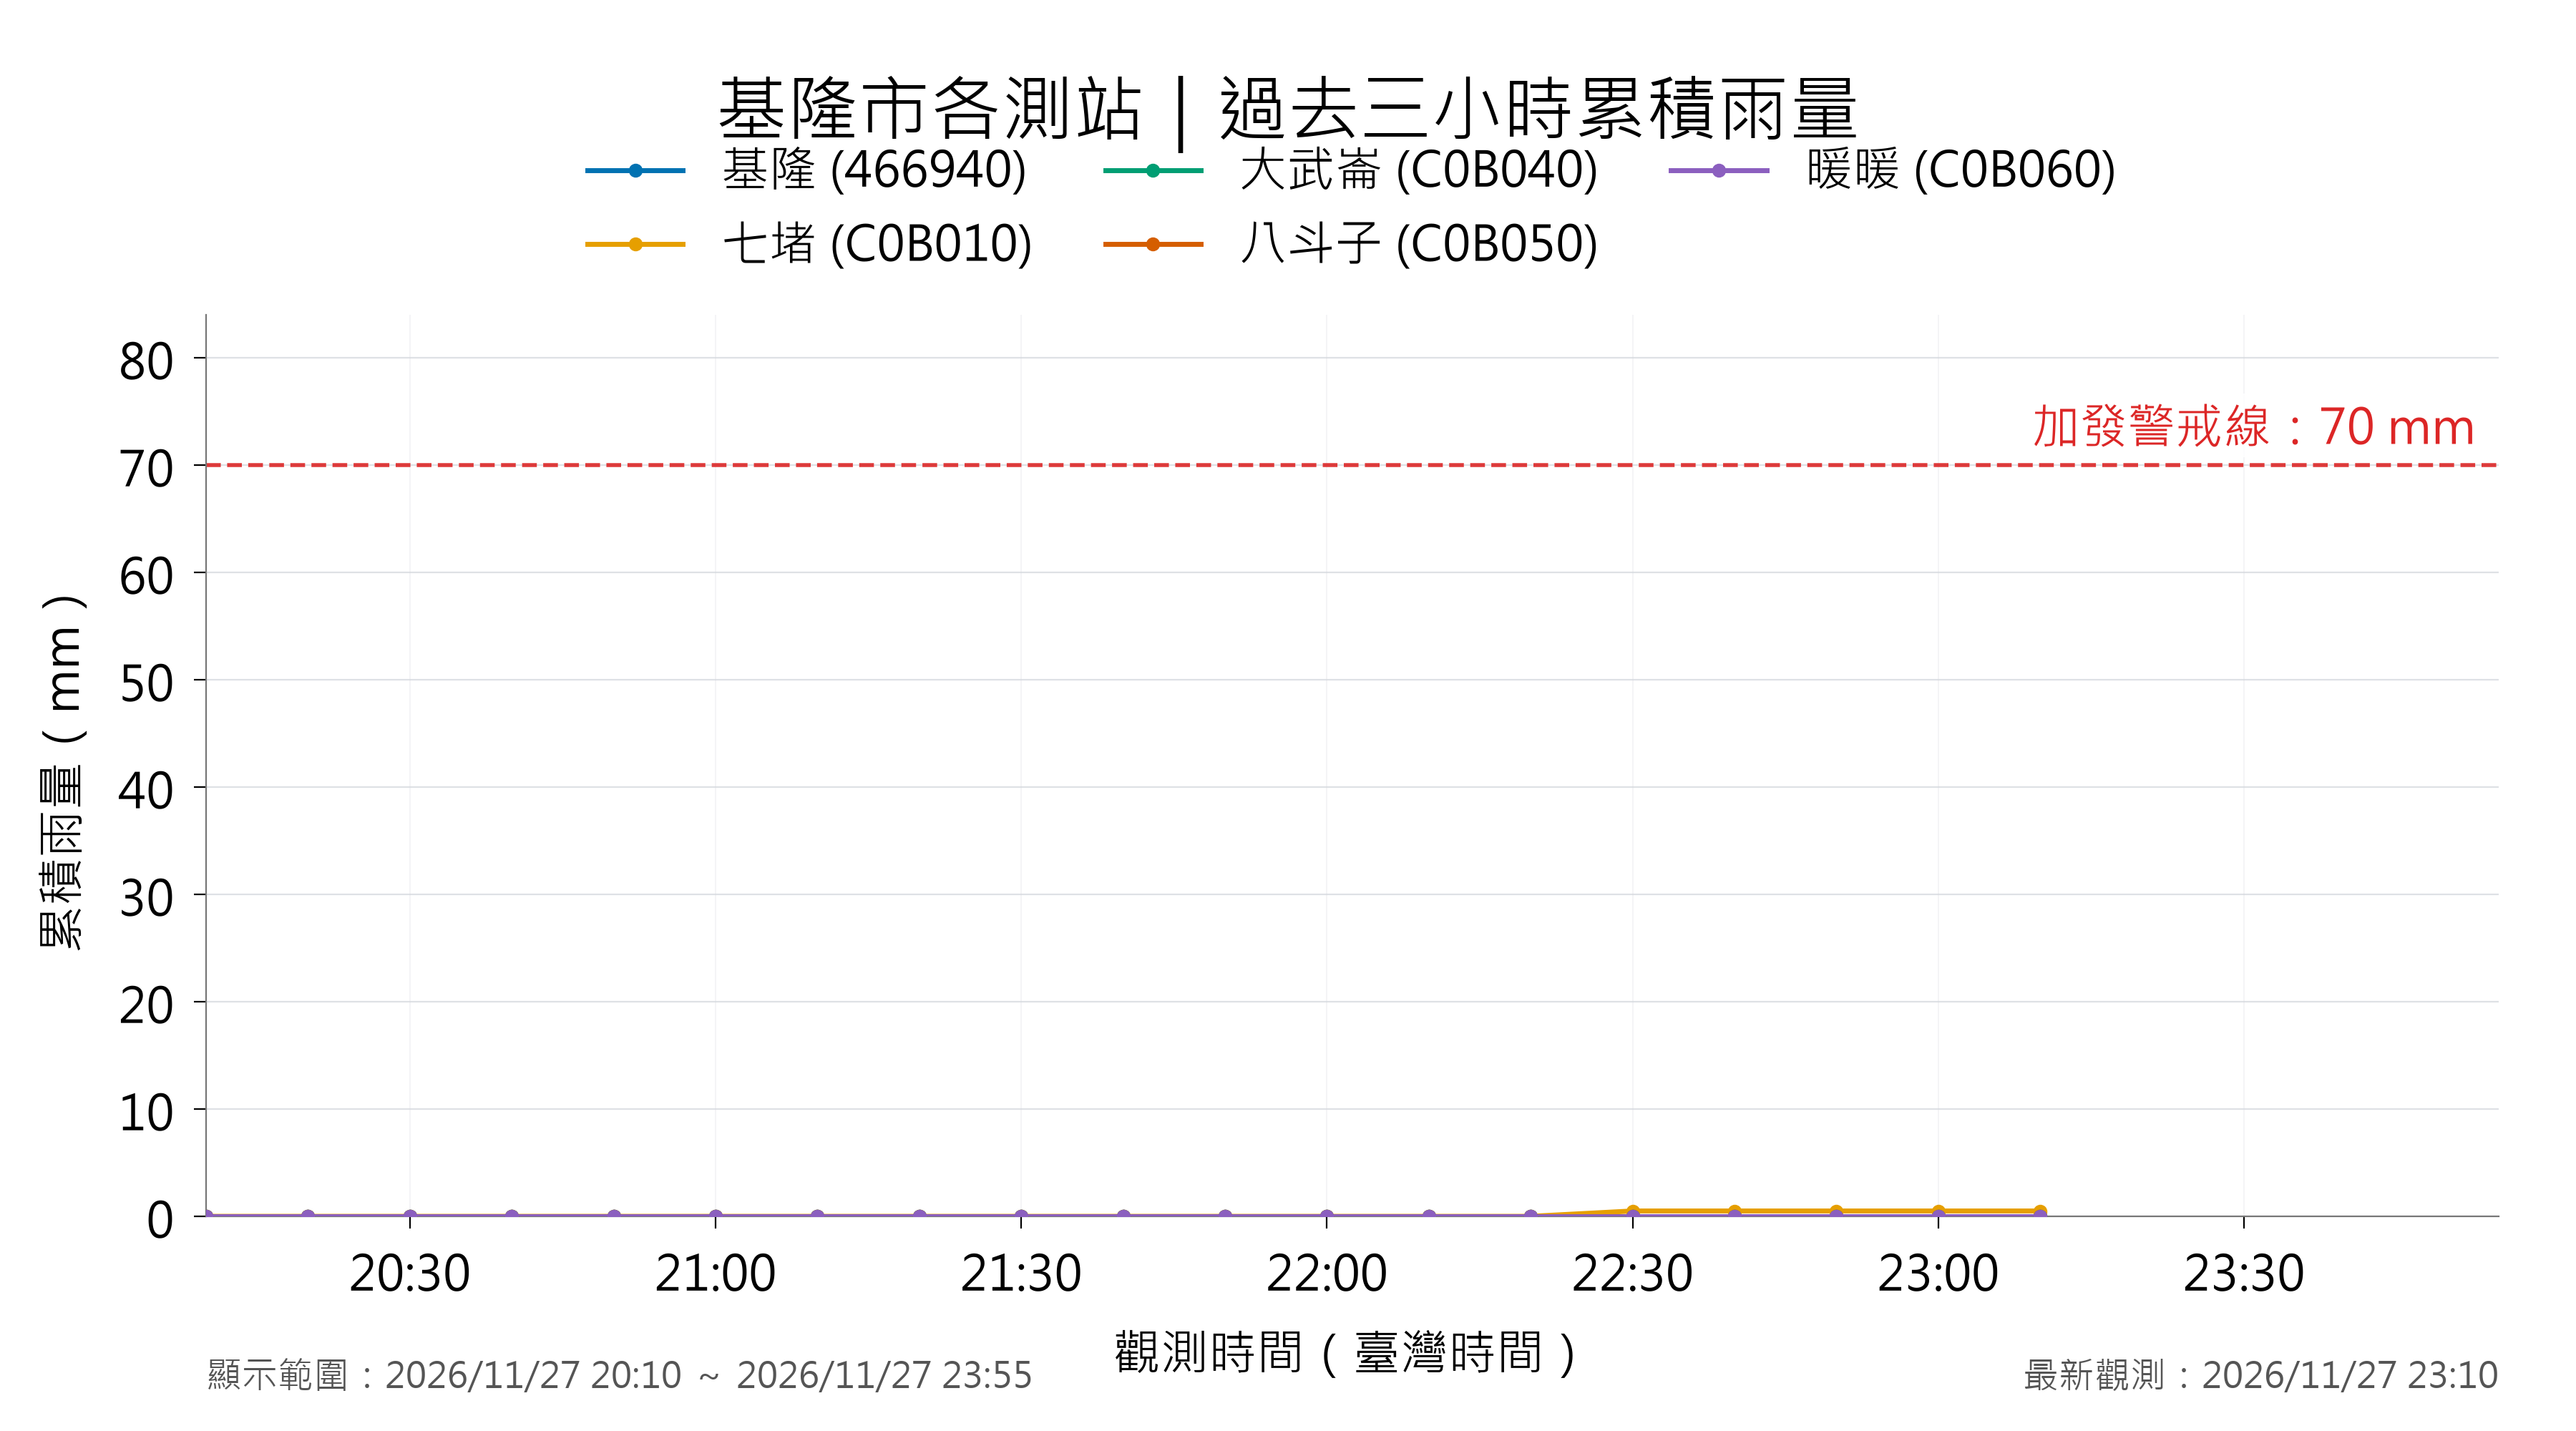 基隆市各測站｜過去三小時累積雨量
基隆 (466940)
大武崙 (C0B040)
暖暖 (C0B060)
七堵 (C0B010)
八斗子 (C0B050)
80
70
60
50
40
30
20
10
0
累積雨量（mm）
加發警戒線：70 mm
20:30
21:00
21:30
22:00
22:30
23:00
23:30
觀測時間（臺灣時間）
顯示範圍：2026/11/27 20:10 ~ 2026/11/27 23:55
最新觀測：2026/11/27 23:10